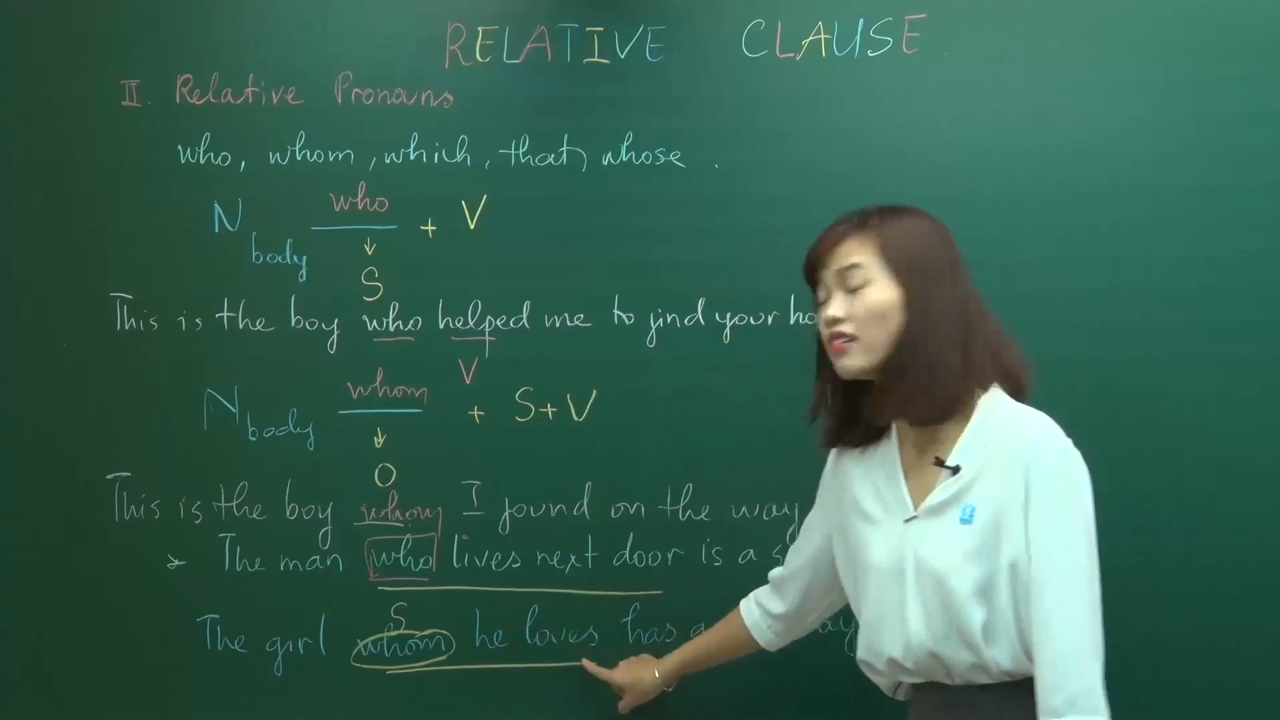 RELATIVE CLAUSE
II. Relative Pronouns
who, whom, which, that, whose.
N body who + V
↓
S
This is the boy who helped me to find your
V
N body whom + S+V
↓
O
This is the boy whom I found on the way
The man who lives next door is a
S
The girl whom he loves has